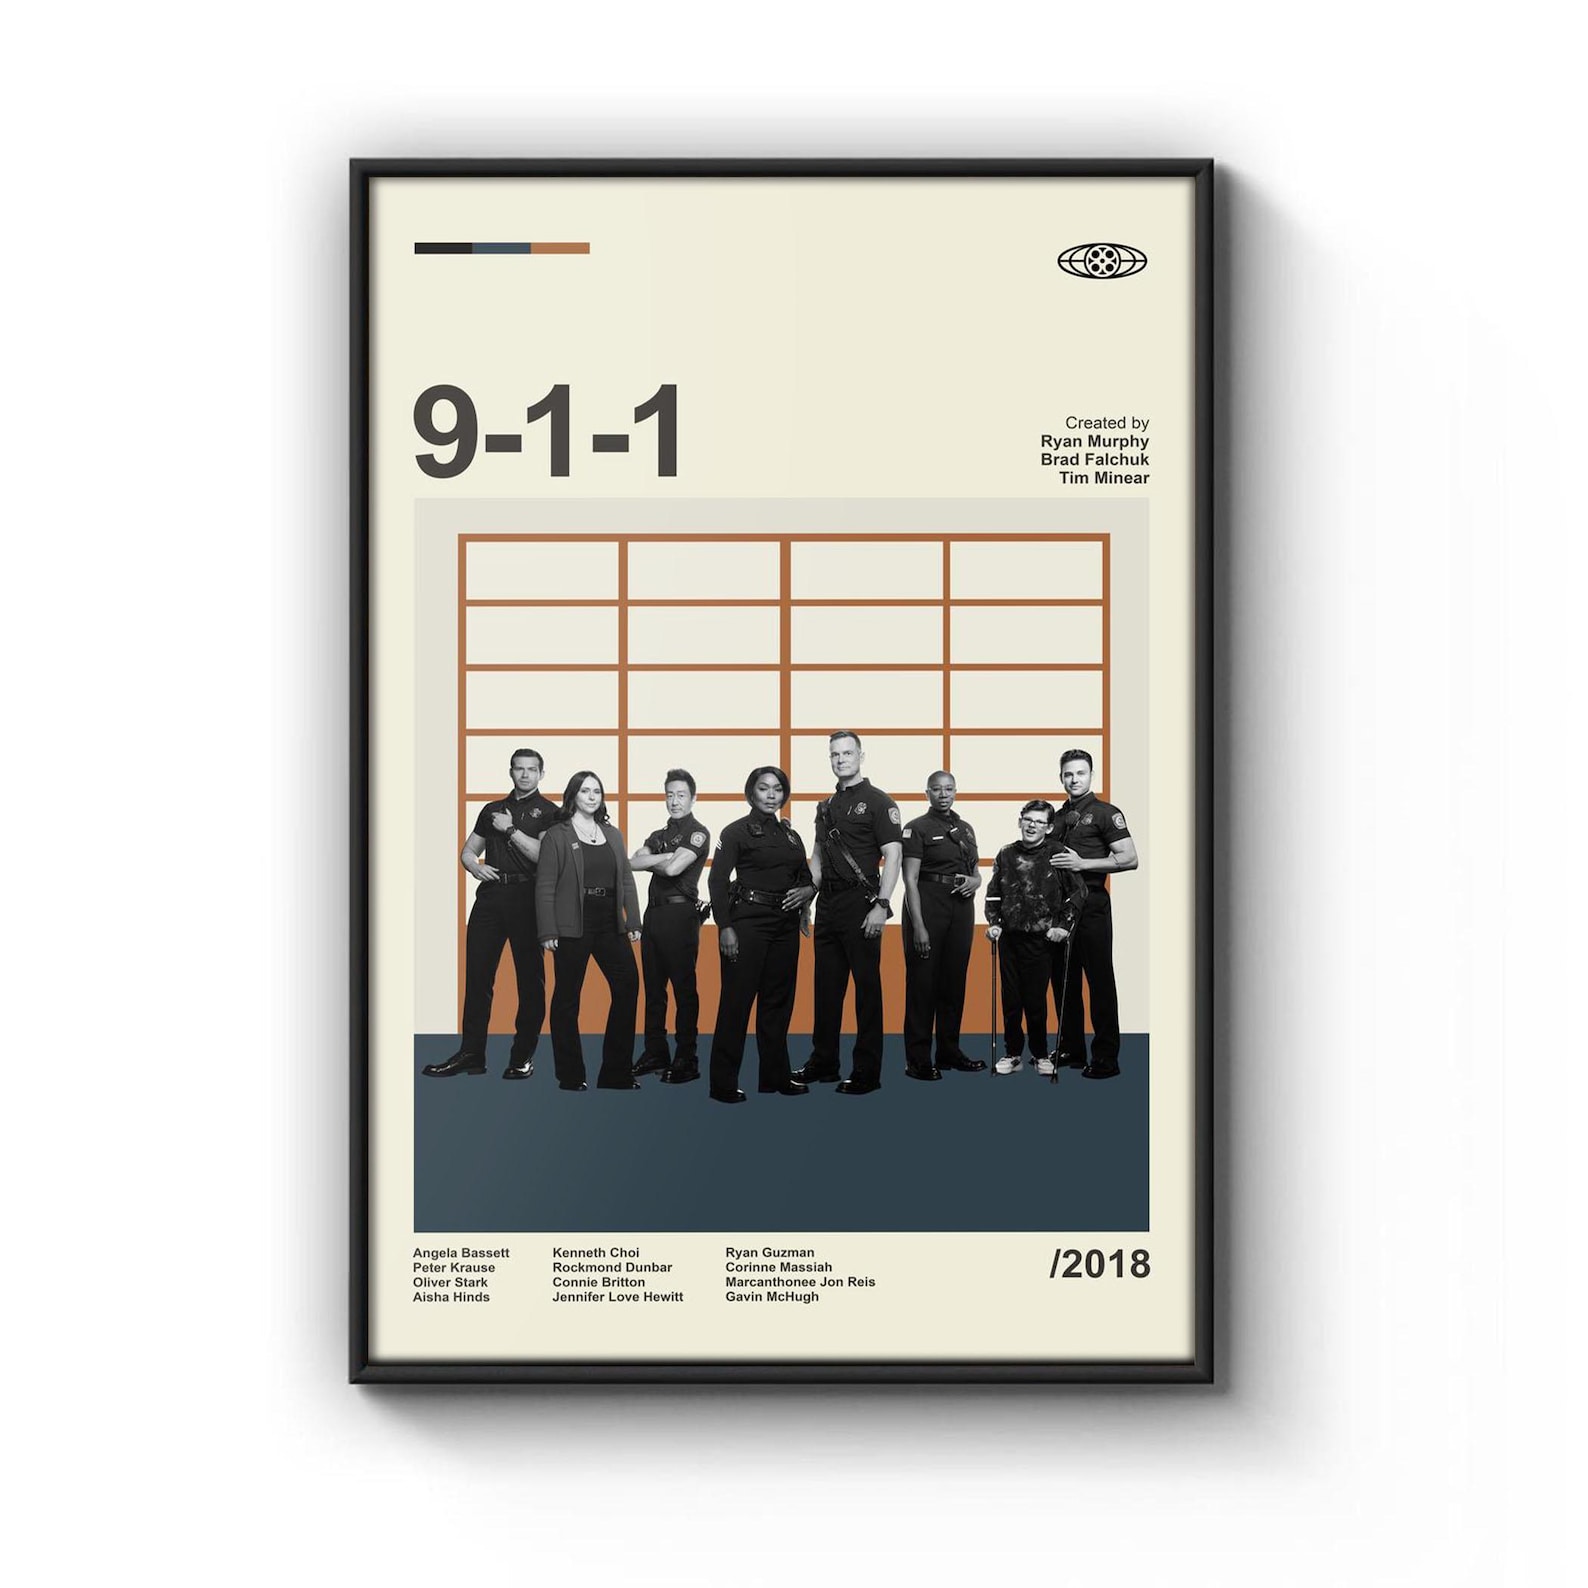 9-1-1
Created by
Ryan Murphy
Brad Falchuk
Tim Minear
Angela Bassett
Peter Krause
Oliver Stark
Aisha Hinds
Kenneth Choi
Rockmond Dunbar
Connie Britton
Jennifer Love Hewitt
Ryan Guzman
Corinne Massiah
Marcanthonee Jon Reis
Gavin McHugh
/2018